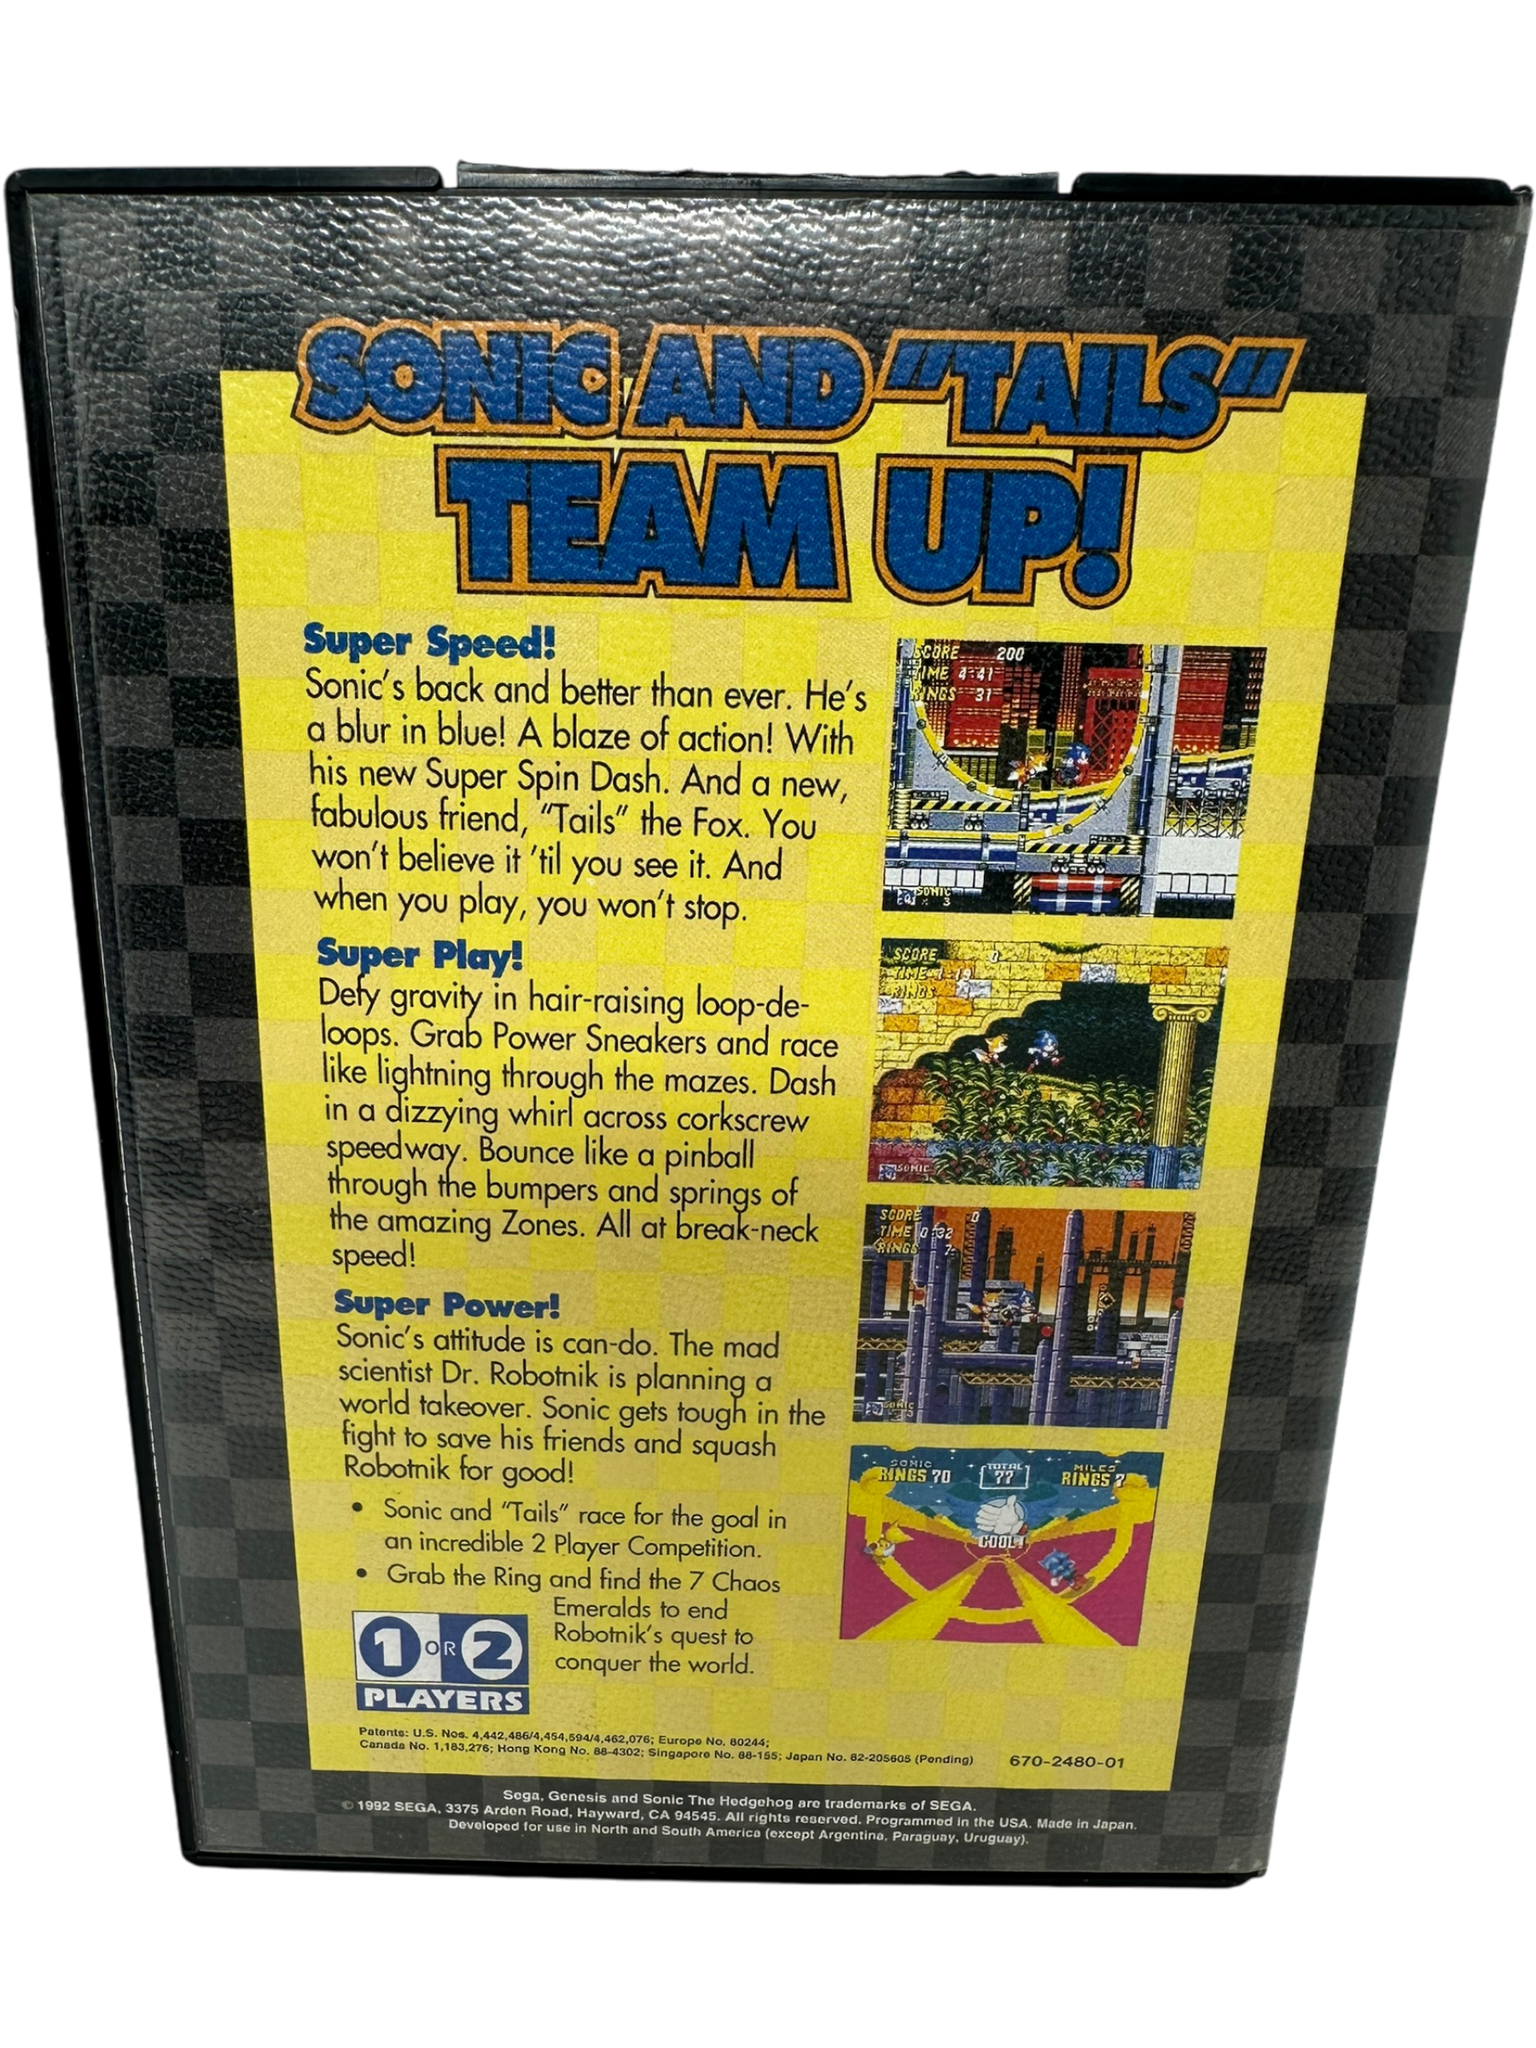 SONIC AND "TAILS"
TEAM UP!
Super Speed!
Sonic's back and better than ever. He's
a blur in blue! A blaze of action! With
his new Super Spin Dash. And a new,
fabulous friend, "Tails" the Fox. You
won't believe it 'til you see it. And
when you play, you won't stop.
Super Play!
Defy gravity in hair-raising loop-de-
loops. Grab Power Sneakers and race
like lightning through the mazes. Dash
in a dizzying whirl across corkscrew
speedway. Bounce like a pinball
through the bumpers and springs of
the amazing Zones. All at break-neck
speed!
Super Power!
Sonic's attitude is can-do. The mad
scientist Dr. Robotnik is planning a
world takeover. Sonic gets tough in the
fight to save his friends and squash
Robotnik for good!
• Sonic and "Tails" race for the goal in
an incredible 2 Player Competition.
• Grab the Ring and find the 7 Chaos
Emeralds to end
Robotnik's quest to
conquer the world.
1 OR 2
PLAYERS
SCORE 200
TIME 4:41
RINGS 31
SONIC
x 3
SCORE 0
TIME 1:19
RINGS
SONIC
SCORE 0
TIME 0:32
RINGS 7
SONIC
SONIC TOTAL MILES
RINGS 70 77 RINGS 7
COOL!
Patents: U.S. Nos. 4,442,486/4,454,594/4,462,076; Europe No. 80244;
Canada No. 1,183,276; Hong Kong No. 88-4302; Singapore No. 88-155; Japan No. 82-205605 (Pending)
670-2480-01
Sega, Genesis and Sonic The Hedgehog are trademarks of SEGA.
© 1992 SEGA, 3375 Arden Road, Hayward, CA 94545. All rights reserved. Programmed in the USA. Made in Japan.
Developed for use in North and South America (except Argentina, Paraguay, Uruguay).